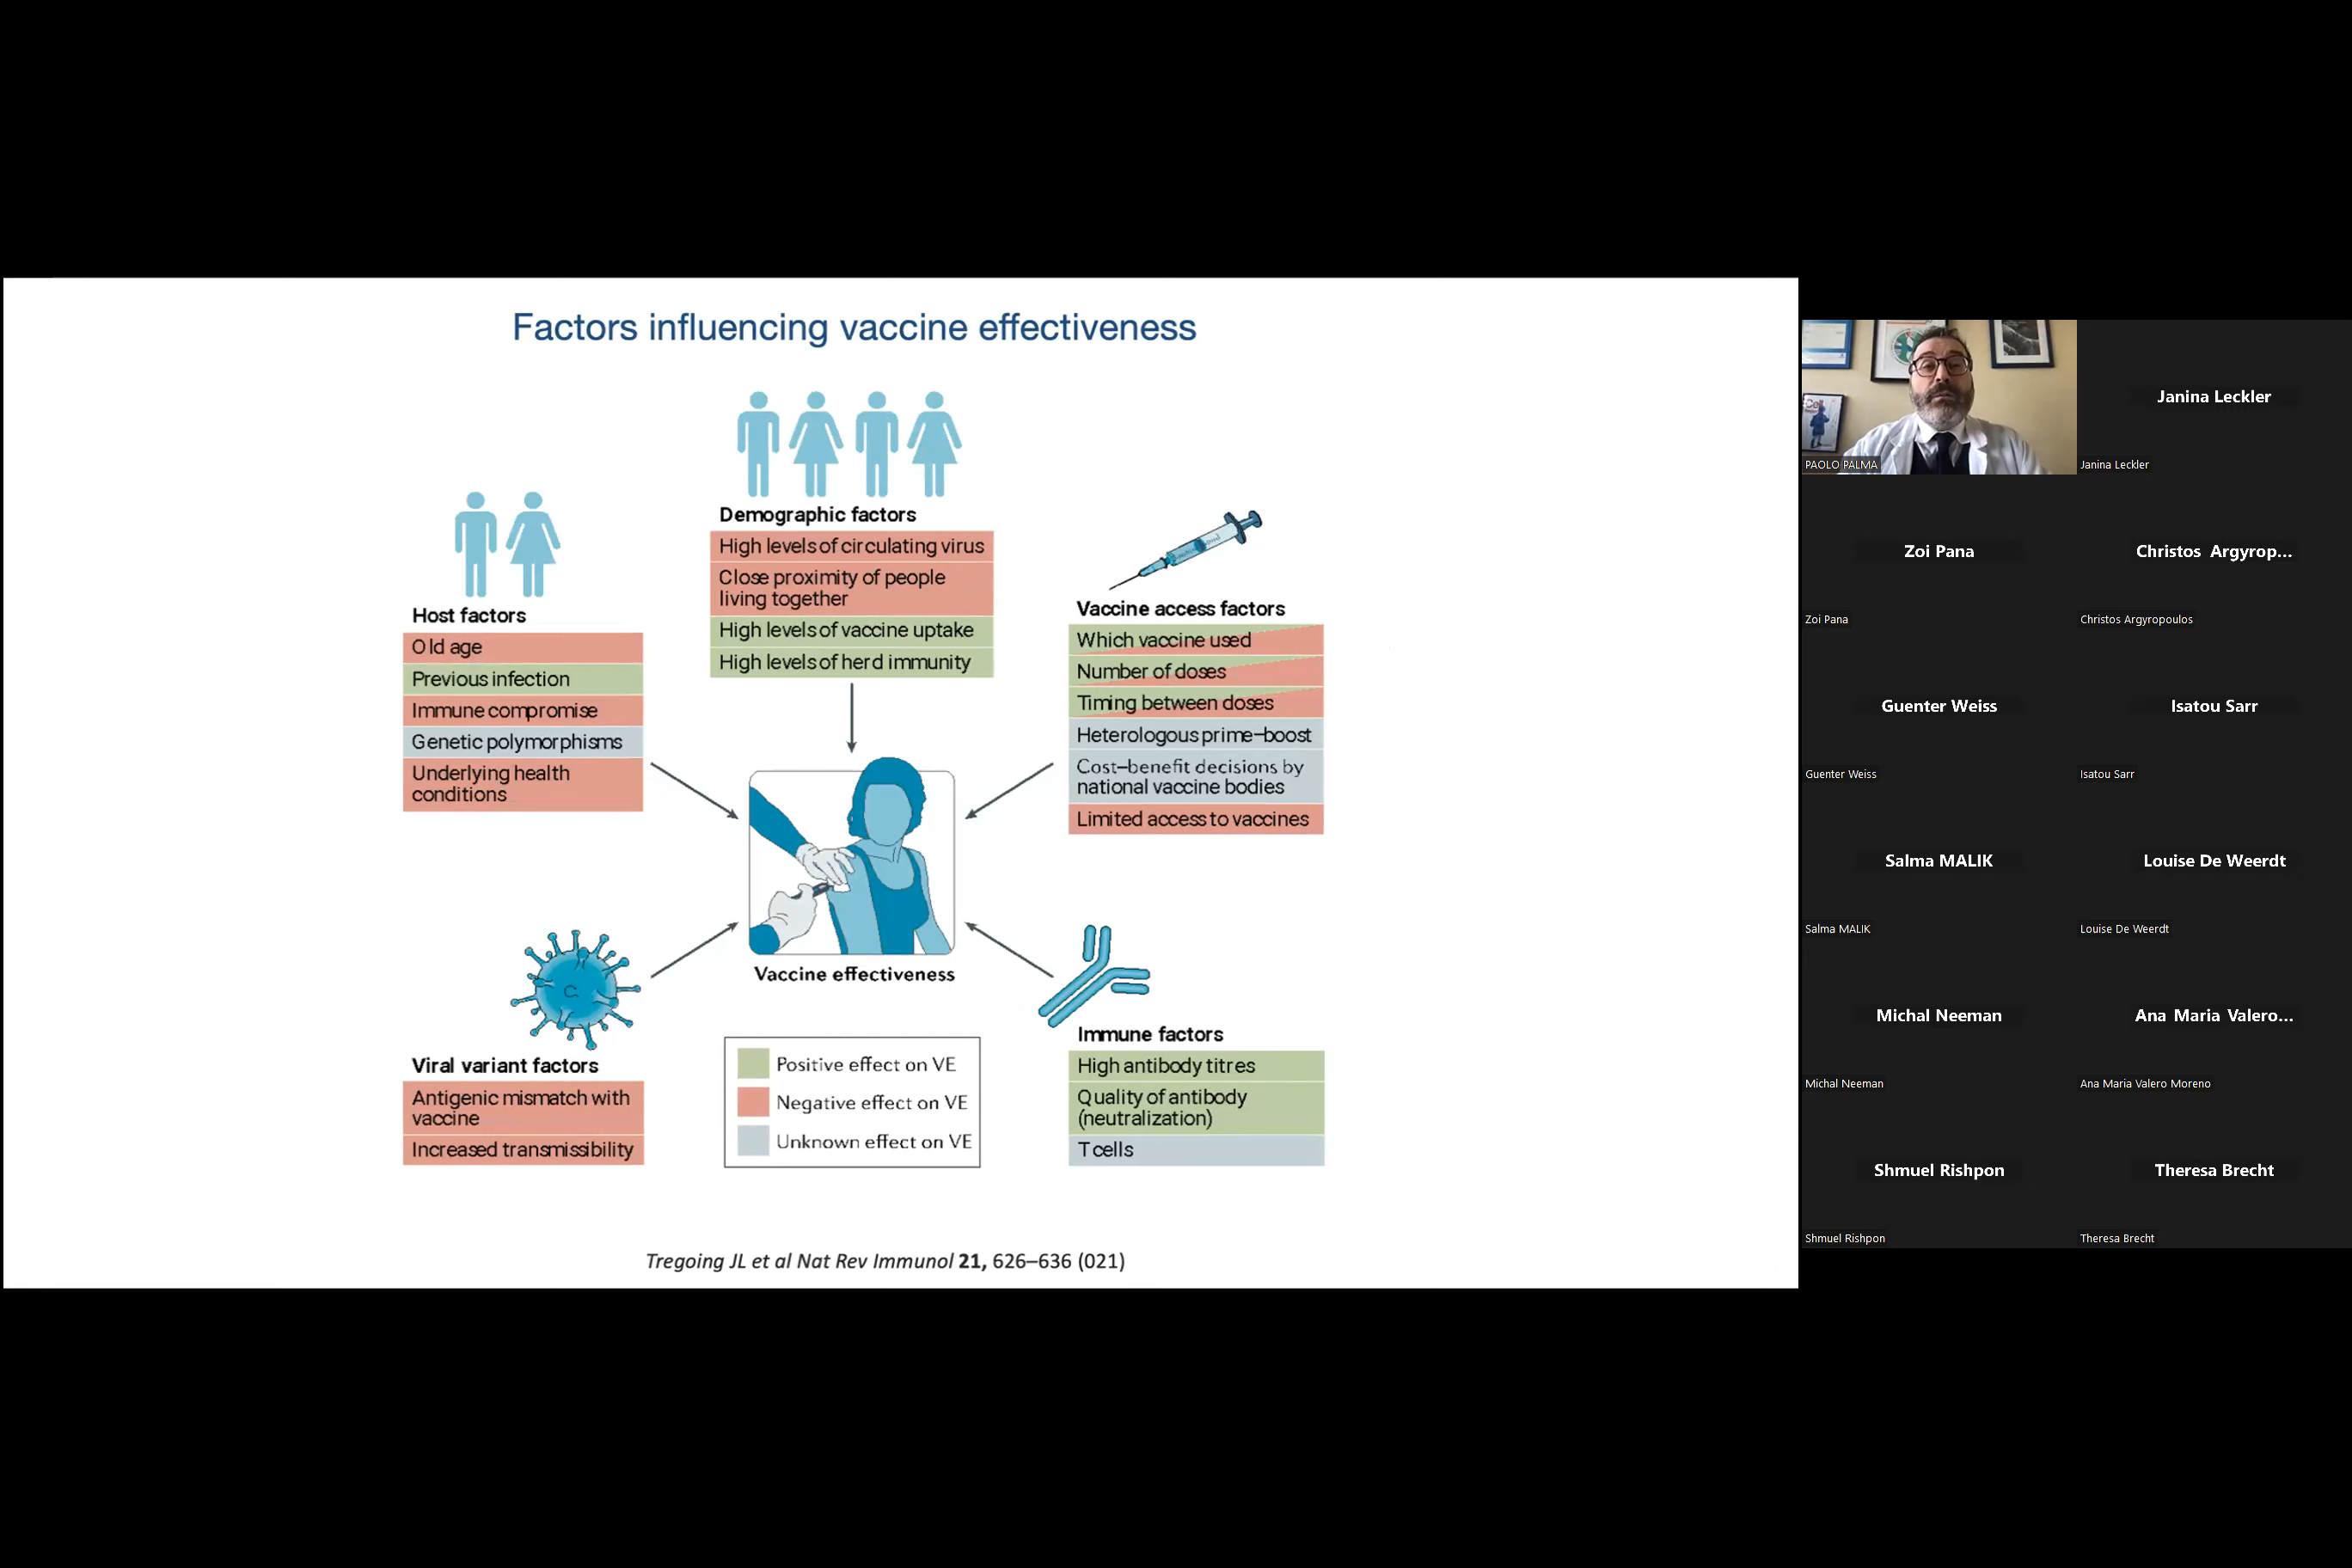 Factors influencing vaccine effectiveness
Demographic factors
High levels of circulating virus
Close proximity of people
living together
High levels of vaccine uptake
High levels of herd immunity
Host factors
Old age
Previous infection
Immune compromise
Genetic polymorphisms
Underlying health
conditions
Vaccine access factors
Which vaccine used
Number of doses
Timing between doses
Heterologous prime–boost
Cost–benefit decisions by
national vaccine bodies
Limited access to vaccines
Vaccine effectiveness
Viral variant factors
Antigenic mismatch with
vaccine
Increased transmissibility
Positive effect on VE
Negative effect on VE
Unknown effect on VE
Immune factors
High antibody titres
Quality of antibody
(neutralization)
T cells
Tregoing JL et al Nat Rev Immunol 21, 626–636 (021)
PAOLO PALMA
Janina Leckler
Janina Leckler
Zoi Pana
Zoi Pana
Christos Argyrop...
Christos Argyropoulos
Guenter Weiss
Guenter Weiss
Isatou Sarr
Isatou Sarr
Salma MALIK
Salma MALIK
Louise De Weerdt
Louise De Weerdt
Michal Neeman
Michal Neeman
Ana Maria Valero...
Ana Maria Valero Moreno
Shmuel Rishpon
Shmuel Rishpon
Theresa Brecht
Theresa Brecht